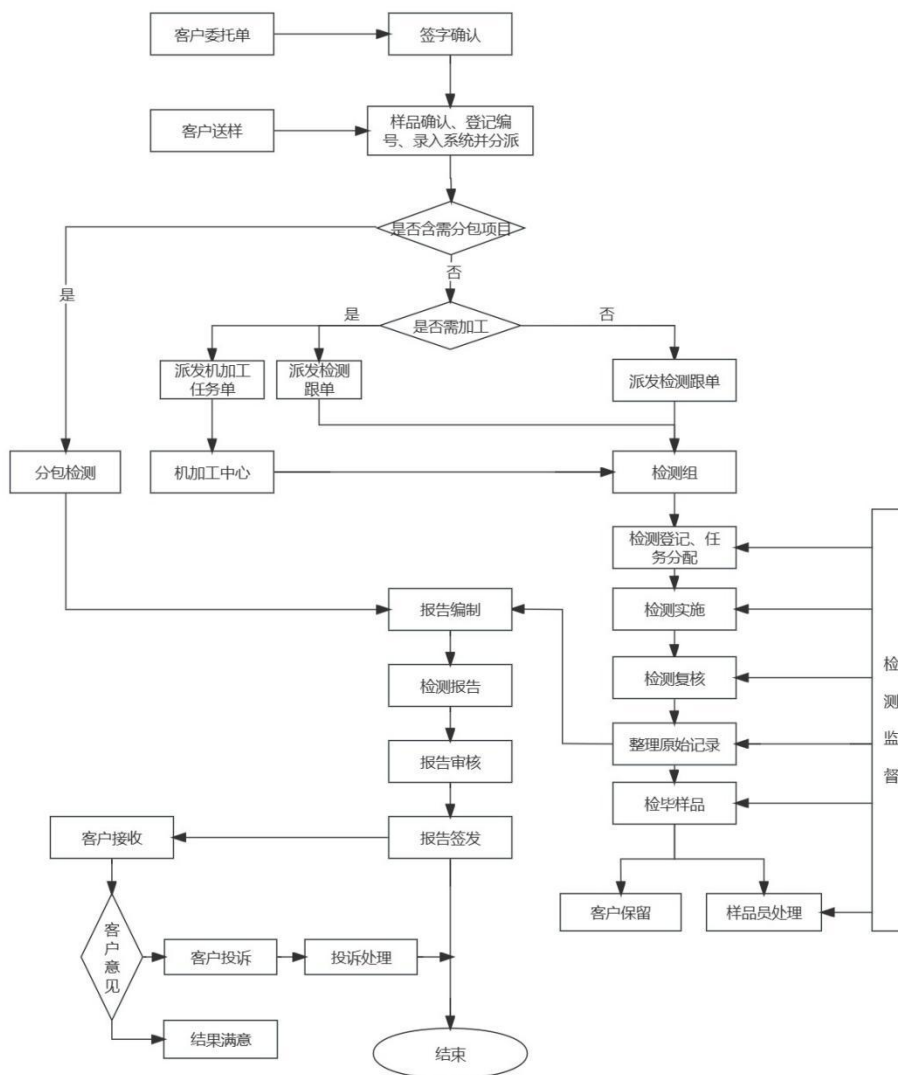 客户委托单
签字确认
客户送样
样品确认、登记编
号、录入系统并分派
是否含需分包项目
是
否
是否需加工
是
否
派发机加工
任务单
派发检测
跟单
派发检测跟单
分包检测
机加工中心
检测组
检测登记、任
务分配
报告编制
检测实施
检测报告
检测复核
检
测
监
督
报告审核
整理原始记录
检毕样品
客户接收
报告签发
客户保留
样品员处理
客
户
意
见
客户投诉
投诉处理
结果满意
结束